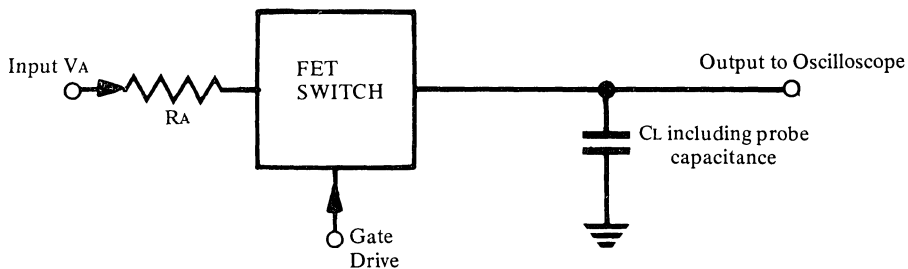 Input VA
RA
FET
SWITCH
Gate
Drive
Output to Oscilloscope
CL including probe
capacitance